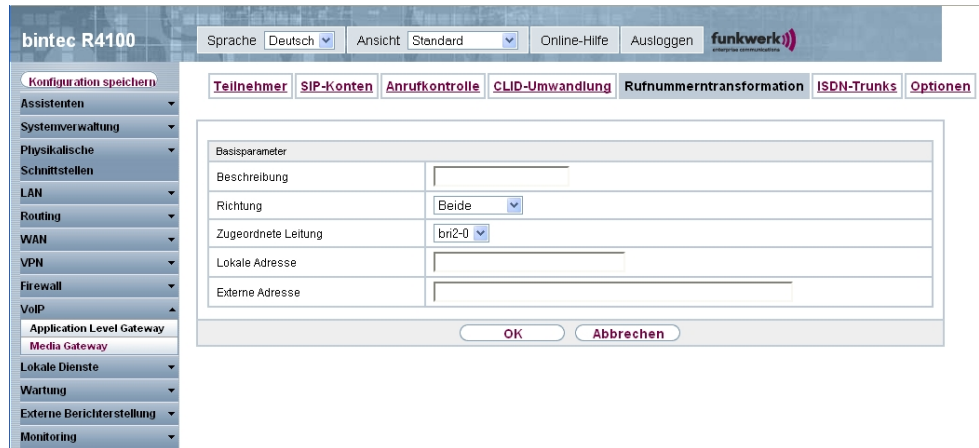 bintec R4100
Sprache Deutsch Ansicht Standard Online-Hilfe Ausloggen funkwerk
enterprise communications
Konfiguration speichern
Assistenten
Systemverwaltung
Physikalische
Schnittstellen
LAN
Routing
WAN
VPN
Firewall
VoIP
Application Level Gateway
Media Gateway
Lokale Dienste
Wartung
Externe Berichterstellung
Monitoring
Teilnehmer SIP-Konten Anrufkontrolle CLID-Umwandlung Rufnummerntransformation ISDN-Trunks Optionen
Basisparameter
Beschreibung
Richtung Beide
Zugeordnete Leitung bri2-0
Lokale Adresse
Externe Adresse
OK Abbrechen